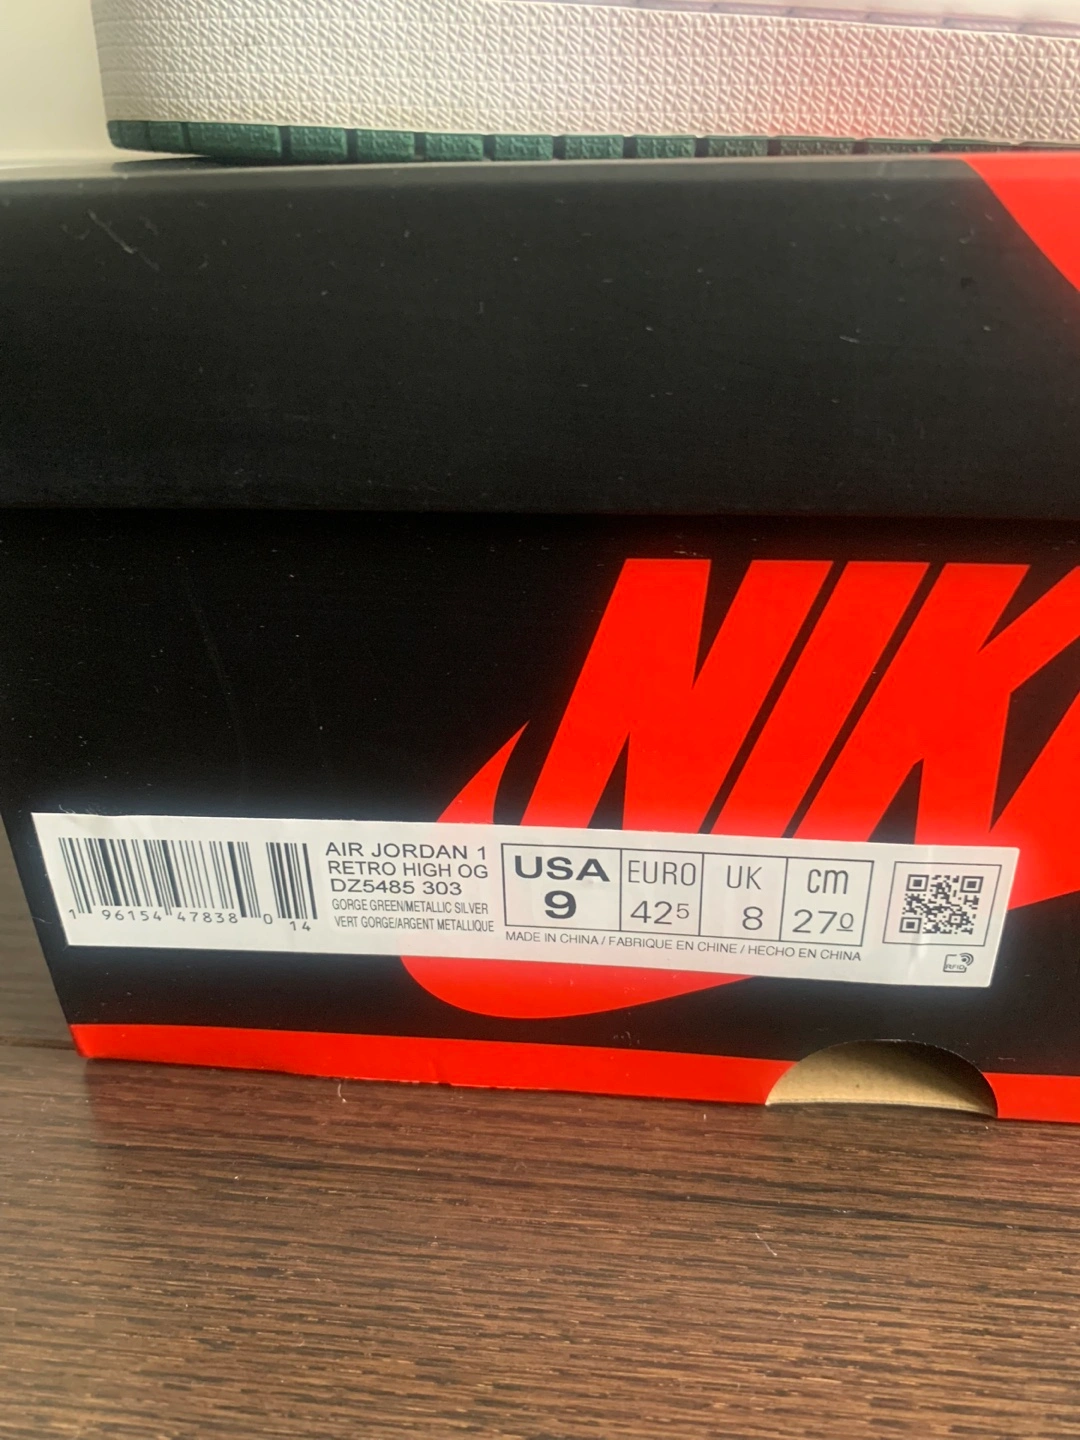 NIK
AIR JORDAN 1
RETRO HIGH OG
DZ5485 303
GORGE GREEN/METALLIC SILVER
VERT GORGE/ARGENT METALLIQUE
1 96154 47838 0 14
USA
9
EURO
42 5
UK
8
cm
27 0
MADE IN CHINA / FABRIQUE EN CHINE / HECHO EN CHINA
RFID